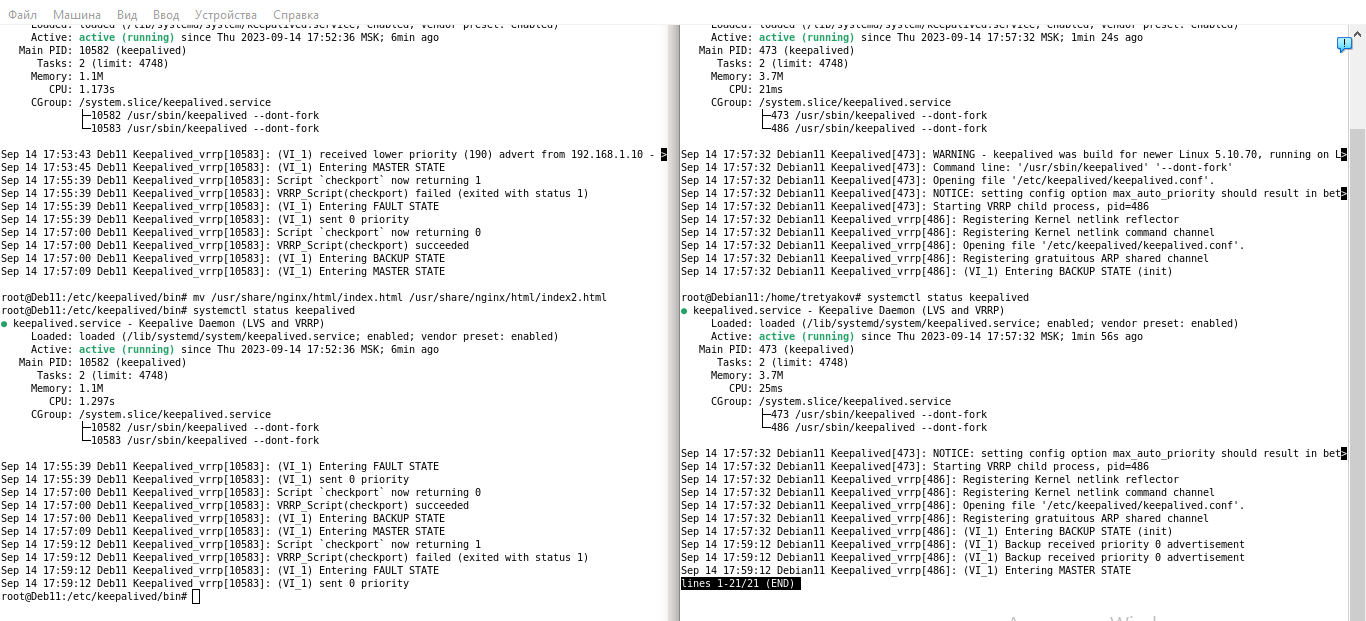 Файл Машина Вид Ввод Устройства Справка
Loaded: loaded (/lib/systemd/system/keepalived.service; enabled; vendor preset: enabled)
Active: active (running) since Thu 2023-09-14 17:52:36 MSK; 6min ago
Main PID: 10582 (keepalived)
Tasks: 2 (limit: 4748)
Memory: 1.1M
CPU: 1.173s
CGroup: /system.slice/keepalived.service
├─10582 /usr/sbin/keepalived --dont-fork
└─10583 /usr/sbin/keepalived --dont-fork
Sep 14 17:53:43 Deb11 Keepalived_vrrp[10583]: (VI_1) received lower priority (190) advert from 192.168.1.10 - >
Sep 14 17:53:45 Deb11 Keepalived_vrrp[10583]: (VI_1) Entering MASTER STATE
Sep 14 17:55:39 Deb11 Keepalived_vrrp[10583]: Script `checkport` now returning 1
Sep 14 17:55:39 Deb11 Keepalived_vrrp[10583]: VRRP_Script(checkport) failed (exited with status 1)
Sep 14 17:55:39 Deb11 Keepalived_vrrp[10583]: (VI_1) Entering FAULT STATE
Sep 14 17:55:39 Deb11 Keepalived_vrrp[10583]: (VI_1) sent 0 priority
Sep 14 17:57:00 Deb11 Keepalived_vrrp[10583]: Script `checkport` now returning 0
Sep 14 17:57:00 Deb11 Keepalived_vrrp[10583]: VRRP_Script(checkport) succeeded
Sep 14 17:57:00 Deb11 Keepalived_vrrp[10583]: (VI_1) Entering BACKUP STATE
Sep 14 17:57:09 Deb11 Keepalived_vrrp[10583]: (VI_1) Entering MASTER STATE
root@Deb11:/etc/keepalived/bin# mv /usr/share/nginx/html/index.html /usr/share/nginx/html/index2.html
root@Deb11:/etc/keepalived/bin# systemctl status keepalived
● keepalived.service - Keepalive Daemon (LVS and VRRP)
Loaded: loaded (/lib/systemd/system/keepalived.service; enabled; vendor preset: enabled)
Active: active (running) since Thu 2023-09-14 17:52:36 MSK; 6min ago
Main PID: 10582 (keepalived)
Tasks: 2 (limit: 4748)
Memory: 1.1M
CPU: 1.297s
CGroup: /system.slice/keepalived.service
├─10582 /usr/sbin/keepalived --dont-fork
└─10583 /usr/sbin/keepalived --dont-fork
Sep 14 17:55:39 Deb11 Keepalived_vrrp[10583]: (VI_1) Entering FAULT STATE
Sep 14 17:55:39 Deb11 Keepalived_vrrp[10583]: (VI_1) sent 0 priority
Sep 14 17:57:00 Deb11 Keepalived_vrrp[10583]: Script `checkport` now returning 0
Sep 14 17:57:00 Deb11 Keepalived_vrrp[10583]: VRRP_Script(checkport) succeeded
Sep 14 17:57:00 Deb11 Keepalived_vrrp[10583]: (VI_1) Entering BACKUP STATE
Sep 14 17:57:09 Deb11 Keepalived_vrrp[10583]: (VI_1) Entering MASTER STATE
Sep 14 17:59:12 Deb11 Keepalived_vrrp[10583]: Script `checkport` now returning 1
Sep 14 17:59:12 Deb11 Keepalived_vrrp[10583]: VRRP_Script(checkport) failed (exited with status 1)
Sep 14 17:59:12 Deb11 Keepalived_vrrp[10583]: (VI_1) Entering FAULT STATE
Sep 14 17:59:12 Deb11 Keepalived_vrrp[10583]: (VI_1) sent 0 priority
root@Deb11:/etc/keepalived/bin#
Loaded: loaded (/lib/systemd/system/keepalived.service; enabled; vendor preset: enabled)
Active: active (running) since Thu 2023-09-14 17:57:32 MSK; 1min 24s ago
Main PID: 473 (keepalived)
Tasks: 2 (limit: 4748)
Memory: 3.7M
CPU: 21ms
CGroup: /system.slice/keepalived.service
├─473 /usr/sbin/keepalived --dont-fork
└─486 /usr/sbin/keepalived --dont-fork
Sep 14 17:57:32 Debian11 Keepalived[473]: WARNING - keepalived was build for newer Linux 5.10.70, running on L>
Sep 14 17:57:32 Debian11 Keepalived[473]: Command line: '/usr/sbin/keepalived' '--dont-fork'
Sep 14 17:57:32 Debian11 Keepalived[473]: Opening file '/etc/keepalived/keepalived.conf'.
Sep 14 17:57:32 Debian11 Keepalived[473]: NOTICE: setting config option max_auto_priority should result in bet>
Sep 14 17:57:32 Debian11 Keepalived[473]: Starting VRRP child process, pid=486
Sep 14 17:57:32 Debian11 Keepalived_vrrp[486]: Registering Kernel netlink reflector
Sep 14 17:57:32 Debian11 Keepalived_vrrp[486]: Registering Kernel netlink command channel
Sep 14 17:57:32 Debian11 Keepalived_vrrp[486]: Opening file '/etc/keepalived/keepalived.conf'.
Sep 14 17:57:32 Debian11 Keepalived_vrrp[486]: Registering gratuitous ARP shared channel
Sep 14 17:57:32 Debian11 Keepalived_vrrp[486]: (VI_1) Entering BACKUP STATE (init)
root@Debian11:/home/tretyakov# systemctl status keepalived
● keepalived.service - Keepalive Daemon (LVS and VRRP)
Loaded: loaded (/lib/systemd/system/keepalived.service; enabled; vendor preset: enabled)
Active: active (running) since Thu 2023-09-14 17:57:32 MSK; 1min 56s ago
Main PID: 473 (keepalived)
Tasks: 2 (limit: 4748)
Memory: 3.7M
CPU: 25ms
CGroup: /system.slice/keepalived.service
├─473 /usr/sbin/keepalived --dont-fork
└─486 /usr/sbin/keepalived --dont-fork
Sep 14 17:57:32 Debian11 Keepalived[473]: NOTICE: setting config option max_auto_priority should result in bet>
Sep 14 17:57:32 Debian11 Keepalived[473]: Starting VRRP child process, pid=486
Sep 14 17:57:32 Debian11 Keepalived_vrrp[486]: Registering Kernel netlink reflector
Sep 14 17:57:32 Debian11 Keepalived_vrrp[486]: Registering Kernel netlink command channel
Sep 14 17:57:32 Debian11 Keepalived_vrrp[486]: Opening file '/etc/keepalived/keepalived.conf'.
Sep 14 17:57:32 Debian11 Keepalived_vrrp[486]: Registering gratuitous ARP shared channel
Sep 14 17:57:32 Debian11 Keepalived_vrrp[486]: (VI_1) Entering BACKUP STATE (init)
Sep 14 17:59:12 Debian11 Keepalived_vrrp[486]: (VI_1) Backup received priority 0 advertisement
Sep 14 17:59:12 Debian11 Keepalived_vrrp[486]: (VI_1) Backup received priority 0 advertisement
Sep 14 17:59:12 Debian11 Keepalived_vrrp[486]: (VI_1) Entering MASTER STATE
lines 1-21/21 (END)